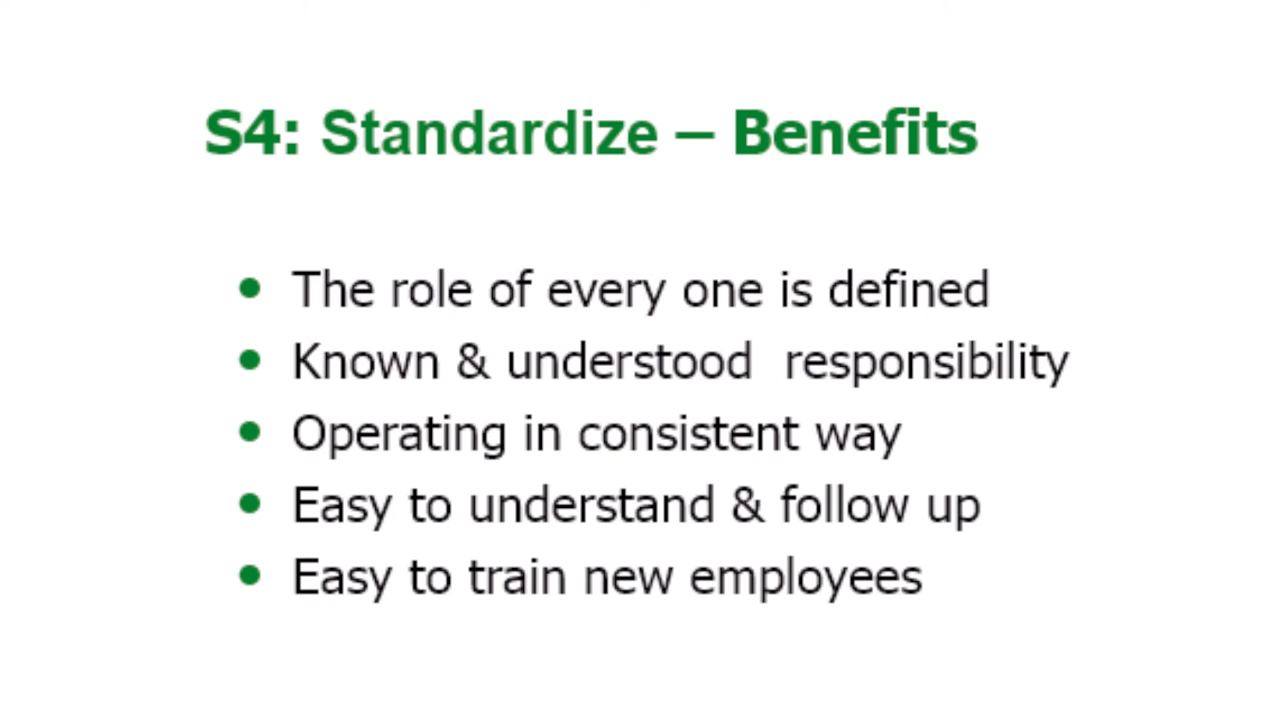 S4: Standardize – Benefits
• The role of every one is defined
• Known & understood  responsibility
• Operating in consistent way
• Easy to understand & follow up
• Easy to train new employees